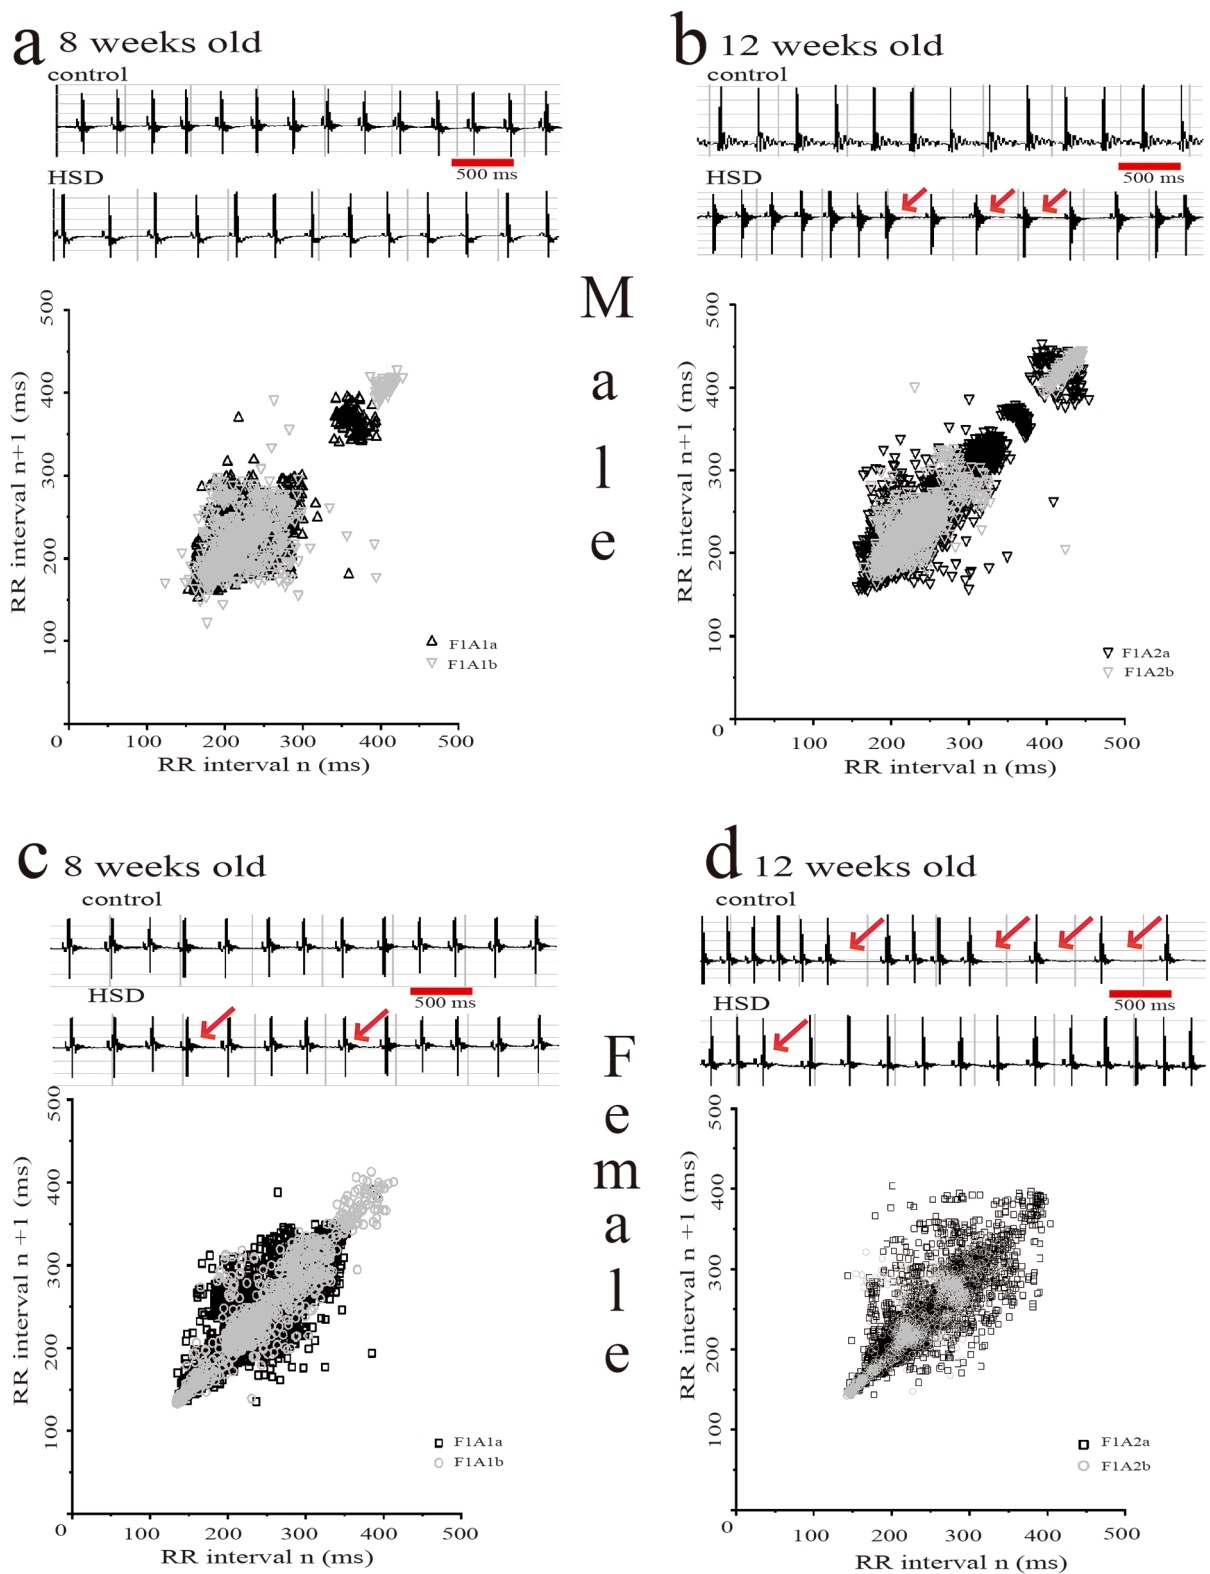 a 8 weeks old
control
500 ms
HSD
500
400
300
200
100
0 100 200 300 400 500
RR interval n+1 (ms)
RR interval n (ms)
F1A1a
F1A1b
b 12 weeks old
control
500 ms
HSD
500
400
300
200
100
0
100 200 300 400 500
RR interval n+1 (ms)
RR interval n (ms)
F1A2a
F1A2b
M
a
l
e
c 8 weeks old
control
HSD
500 ms
500
400
300
200
100
0 100 200 300 400 500
RR interval n +1 (ms)
RR interval n (ms)
F1A1a
F1A1b
d 12 weeks old
control
HSD
500 ms
500
400
300
200
100
0 100 200 300 400 500
RR interval n +1 (ms)
RR interval n (ms)
F1A2a
F1A2b
F
e
m
a
l
e